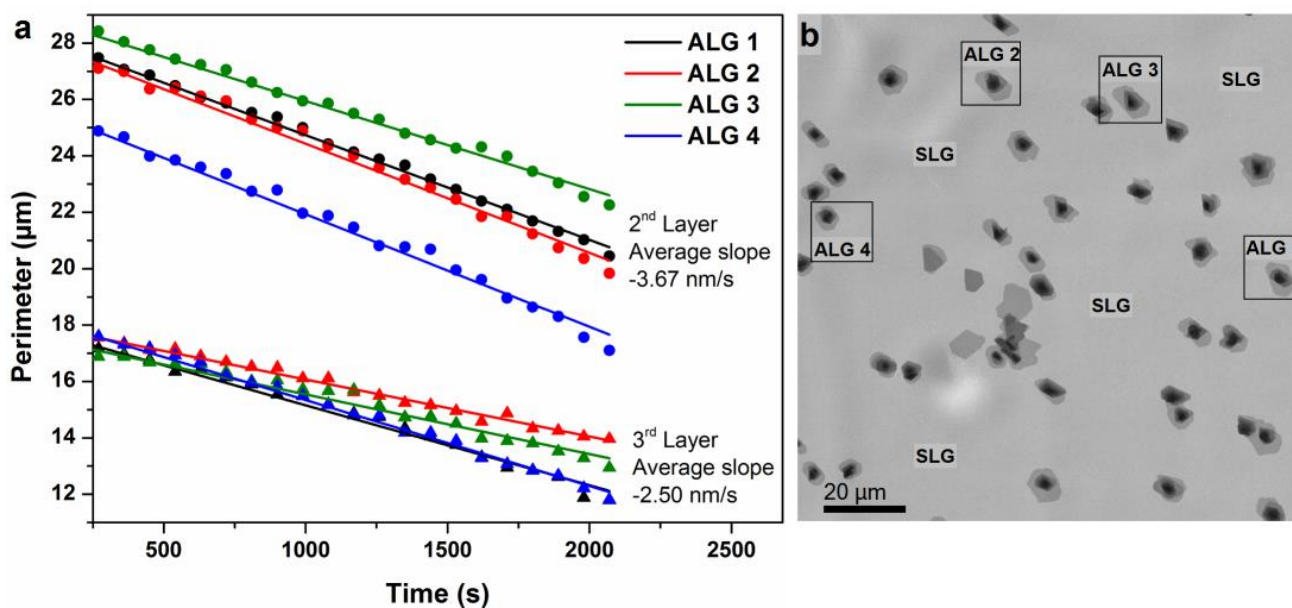 a
28
26
24
22
20
18
16
14
12
Perimeter (µm)
ALG 1
ALG 2
ALG 3
ALG 4
2nd Layer
Average slope
-3.67 nm/s
3rd Layer
Average slope
-2.50 nm/s
500
1000
1500
2000
2500
Time (s)
b
ALG 2
ALG 3
SLG
SLG
ALG 4
ALG
SLG
SLG
20 µm